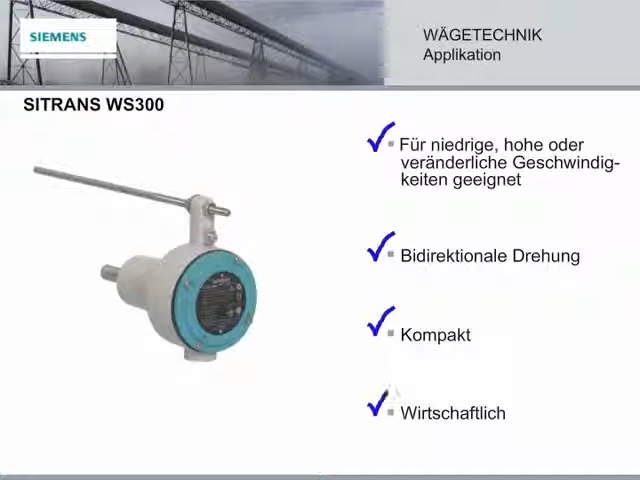 SIEMENS
WÄGETECHNIK
Applikation
SITRANS WS300
Für niedrige, hohe oder
veränderliche Geschwindig-
keiten geeignet
Bidirektionale Drehung
Kompakt
Wirtschaftlich